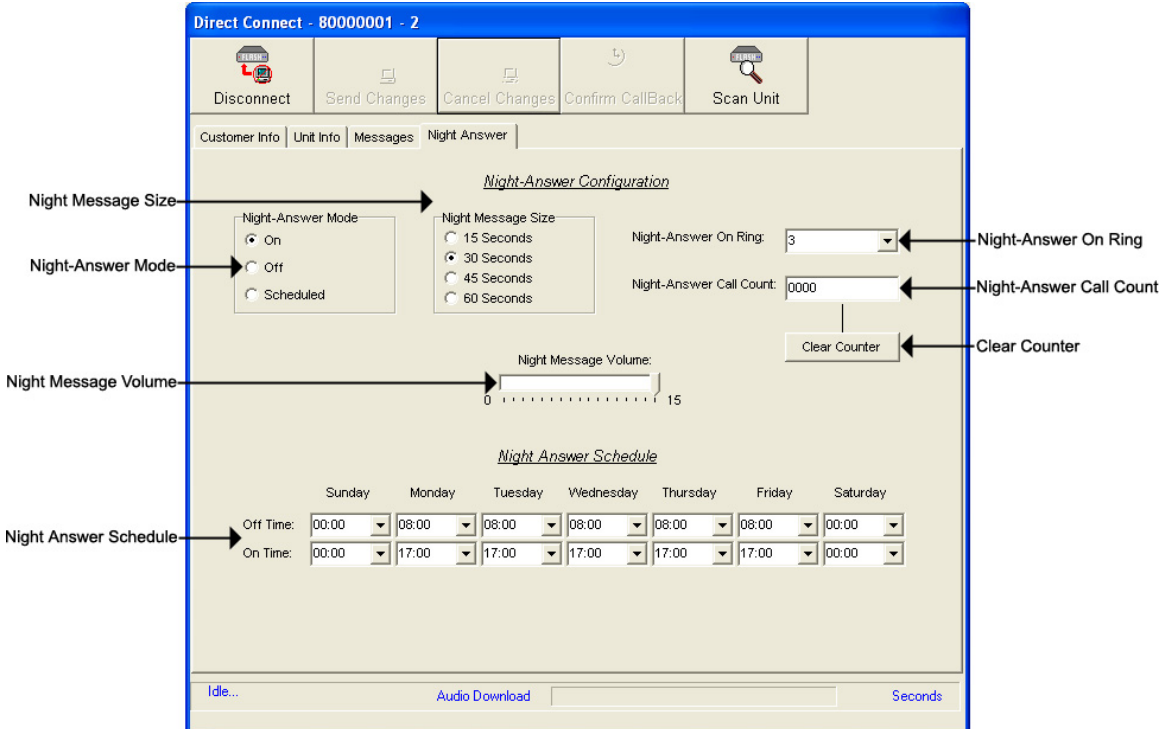 Direct Connect - 80000001 - 2
FLASH FLASH
Disconnect Send Changes Cancel Changes Confirm CallBack Scan Unit
Customer Info Unit Info Messages Night Answer
Night-Answer Configuration
Night Message Size
Night-Answer Mode Night Message Size
On 15 Seconds Night-Answer On Ring: 3 Night-Answer On Ring
Night-Answer Mode Off 30 Seconds
Scheduled 45 Seconds Night-Answer Call Count: 0000 Night-Answer Call Count
60 Seconds
Clear Counter Clear Counter
Night Message Volume:
Night Message Volume
0 15
Night Answer Schedule
Sunday Monday Tuesday Wednesday Thursday Friday Saturday
Off Time: 00:00 08:00 08:00 08:00 08:00 08:00 00:00
Night Answer Schedule
On Time: 00:00 17:00 17:00 17:00 17:00 17:00 00:00
Idle... Audio Download Seconds